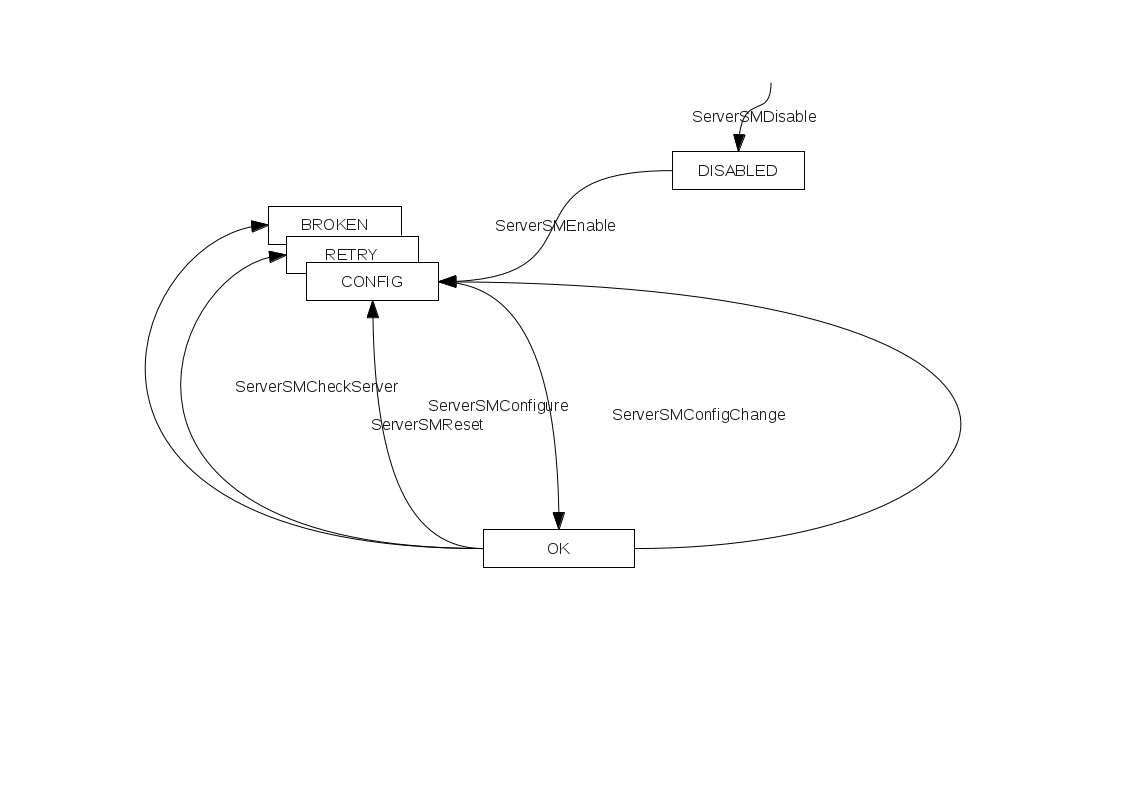 ServerSMDisable
DISABLED
BROKEN
ServerSMEnable
RETRY
CONFIG
ServerSMCheckServer
ServerSMConfigure
ServerSMConfigChange
ServerSMReset
OK